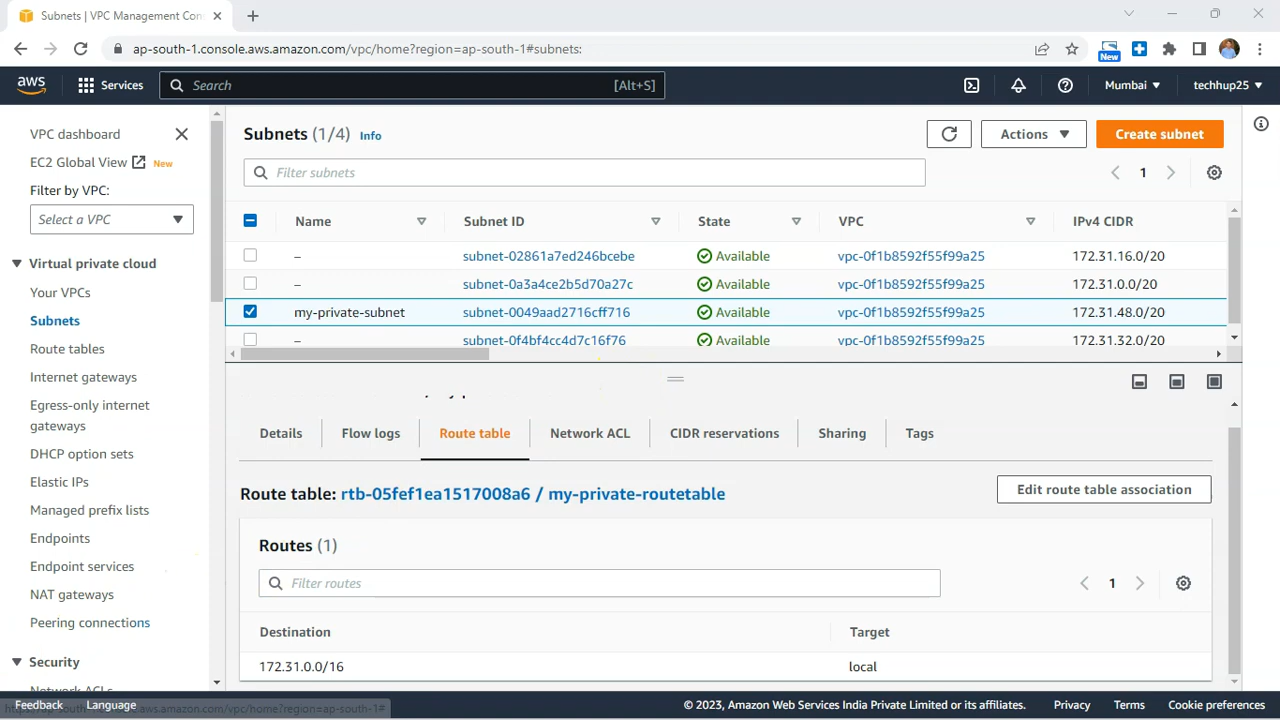 Subnets | VPC Management Con
ap-south-1.console.aws.amazon.com/vpc/home?region=ap-south-1#subnets:
New
aws
Services
Search
[Alt+S]
Mumbai
techhup25
VPC dashboard
EC2 Global View
New
Filter by VPC:
Select a VPC
Virtual private cloud
Your VPCs
Subnets
Route tables
Internet gateways
Egress-only internet
gateways
DHCP option sets
Elastic IPs
Managed prefix lists
Endpoints
Endpoint services
NAT gateways
Peering connections
Security
Network ACLs
Subnets (1/4) Info
Actions
Create subnet
Filter subnets
1
Name Subnet ID State VPC IPv4 CIDR
– subnet-02861a7ed246bcebe Available vpc-0f1b8592f55f99a25 172.31.16.0/20
– subnet-0a3a4ce2b5d70a27c Available vpc-0f1b8592f55f99a25 172.31.0.0/20
my-private-subnet subnet-0049aad2716cff716 Available vpc-0f1b8592f55f99a25 172.31.48.0/20
– subnet-0f4bf4cc4d7c16f76 Available vpc-0f1b8592f55f99a25 172.31.32.0/20
Details Flow logs Route table Network ACL CIDR reservations Sharing Tags
Route table: rtb-05fef1ea1517008a6 / my-private-routetable
Edit route table association
Routes (1)
Filter routes
1
Destination Target
172.31.0.0/16 local
Feedback Language
© 2023, Amazon Web Services India Private Limited or its affiliates.
Privacy Terms Cookie preferences